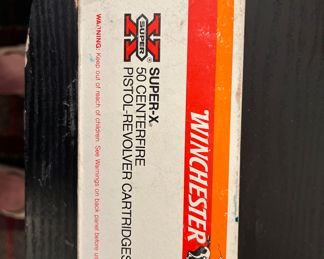 WINCHESTER
X
SUPER
SUPER-X®
50 CENTERFIRE
PISTOL-REVOLVER CARTRIDGES
WARNING: Keep out of reach of children. See Warnings on back panel before us